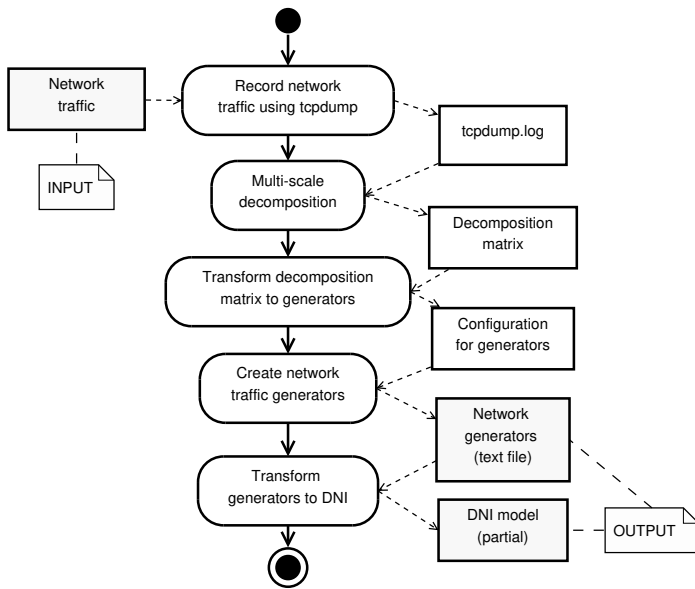 Network
traffic
INPUT
Record network
traffic using tcpdump
tcpdump.log
Multi-scale
decomposition
Decomposition
matrix
Transform decomposition
matrix to generators
Configuration
for generators
Create network
traffic generators
Network
generators
(text file)
Transform
generators to DNI
DNI model
(partial)
OUTPUT